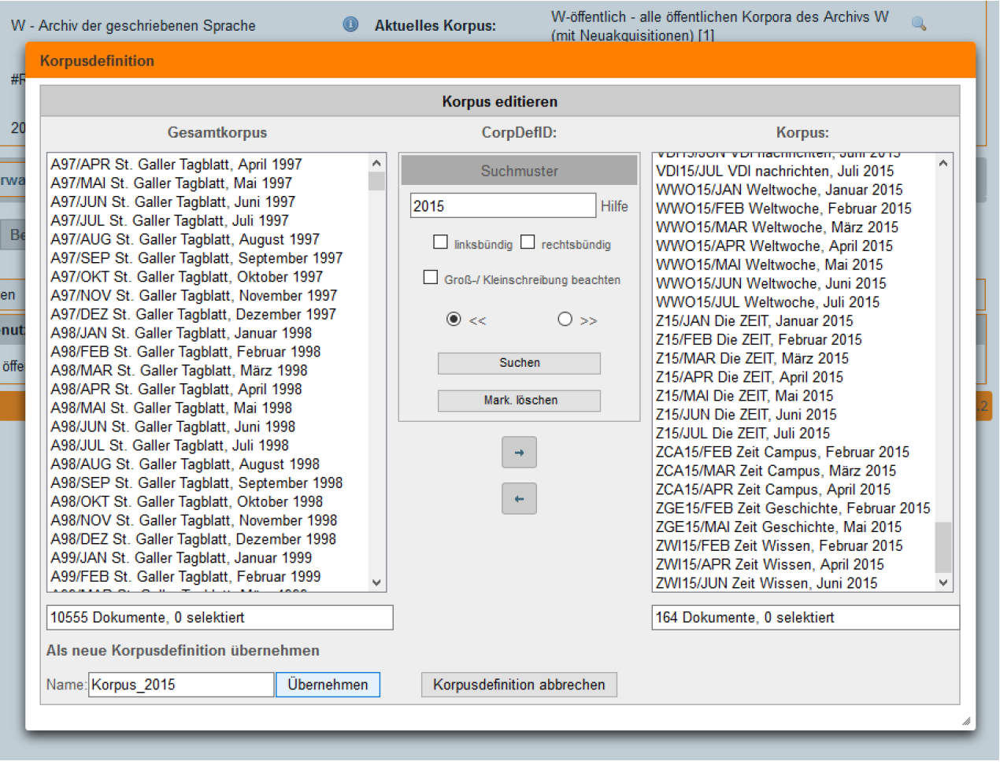 W - Archiv der geschriebenen Sprache
Aktuelles Korpus:
W-öffentlich - alle öffentlichen Korpora des Archivs W
(mit Neuakquisitionen) [1]
Korpusdefinition
Korpus editieren
Gesamtkorpus
CorpDefID:
Korpus:
A97/APR St. Galler Tagblatt, April 1997
A97/MAI St. Galler Tagblatt, Mai 1997
A97/JUN St. Galler Tagblatt, Juni 1997
A97/JUL St. Galler Tagblatt, Juli 1997
A97/AUG St. Galler Tagblatt, August 1997
A97/SEP St. Galler Tagblatt, September 1997
A97/OKT St. Galler Tagblatt, Oktober 1997
A97/NOV St. Galler Tagblatt, November 1997
A97/DEZ St. Galler Tagblatt, Dezember 1997
A98/JAN St. Galler Tagblatt, Januar 1998
A98/FEB St. Galler Tagblatt, Februar 1998
A98/MAR St. Galler Tagblatt, März 1998
A98/APR St. Galler Tagblatt, April 1998
A98/MAI St. Galler Tagblatt, Mai 1998
A98/JUN St. Galler Tagblatt, Juni 1998
A98/JUL St. Galler Tagblatt, Juli 1998
A98/AUG St. Galler Tagblatt, August 1998
A98/SEP St. Galler Tagblatt, September 1998
A98/OKT St. Galler Tagblatt, Oktober 1998
A98/NOV St. Galler Tagblatt, November 1998
A98/DEZ St. Galler Tagblatt, Dezember 1998
A99/JAN St. Galler Tagblatt, Januar 1999
A99/FEB St. Galler Tagblatt, Februar 1999
10555 Dokumente, 0 selektiert
Suchmuster
2015 Hilfe
linksbündig rechtsbündig
Groß-/ Kleinschreibung beachten
<< >>
Suchen
Mark. löschen
→
←
VDI15/JUN VDI nachrichten, Juni 2015
VDI15/JUL VDI nachrichten, Juli 2015
WWO15/JAN Weltwoche, Januar 2015
WWO15/FEB Weltwoche, Februar 2015
WWO15/MAR Weltwoche, März 2015
WWO15/APR Weltwoche, April 2015
WWO15/MAI Weltwoche, Mai 2015
WWO15/JUN Weltwoche, Juni 2015
WWO15/JUL Weltwoche, Juli 2015
Z15/JAN Die ZEIT, Januar 2015
Z15/FEB Die ZEIT, Februar 2015
Z15/MAR Die ZEIT, März 2015
Z15/APR Die ZEIT, April 2015
Z15/MAI Die ZEIT, Mai 2015
Z15/JUN Die ZEIT, Juni 2015
Z15/JUL Die ZEIT, Juli 2015
ZCA15/FEB Zeit Campus, Februar 2015
ZCA15/MAR Zeit Campus, März 2015
ZCA15/APR Zeit Campus, April 2015
ZGE15/FEB Zeit Geschichte, Februar 2015
ZGE15/MAI Zeit Geschichte, Mai 2015
ZWI15/FEB Zeit Wissen, Februar 2015
ZWI15/APR Zeit Wissen, April 2015
ZWI15/JUN Zeit Wissen, Juni 2015
164 Dokumente, 0 selektiert
Als neue Korpusdefinition übernehmen
Name: Korpus_2015 Übernehmen
Korpusdefinition abbrechen